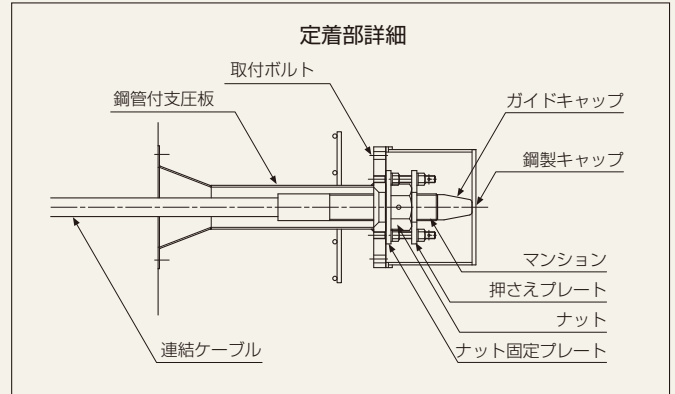 定着部詳細
取付ボルト
鋼管付支圧板
ガイドキャップ
鋼製キャップ
マンション
押さえプレート
ナット
ナット固定プレート
連結ケーブル